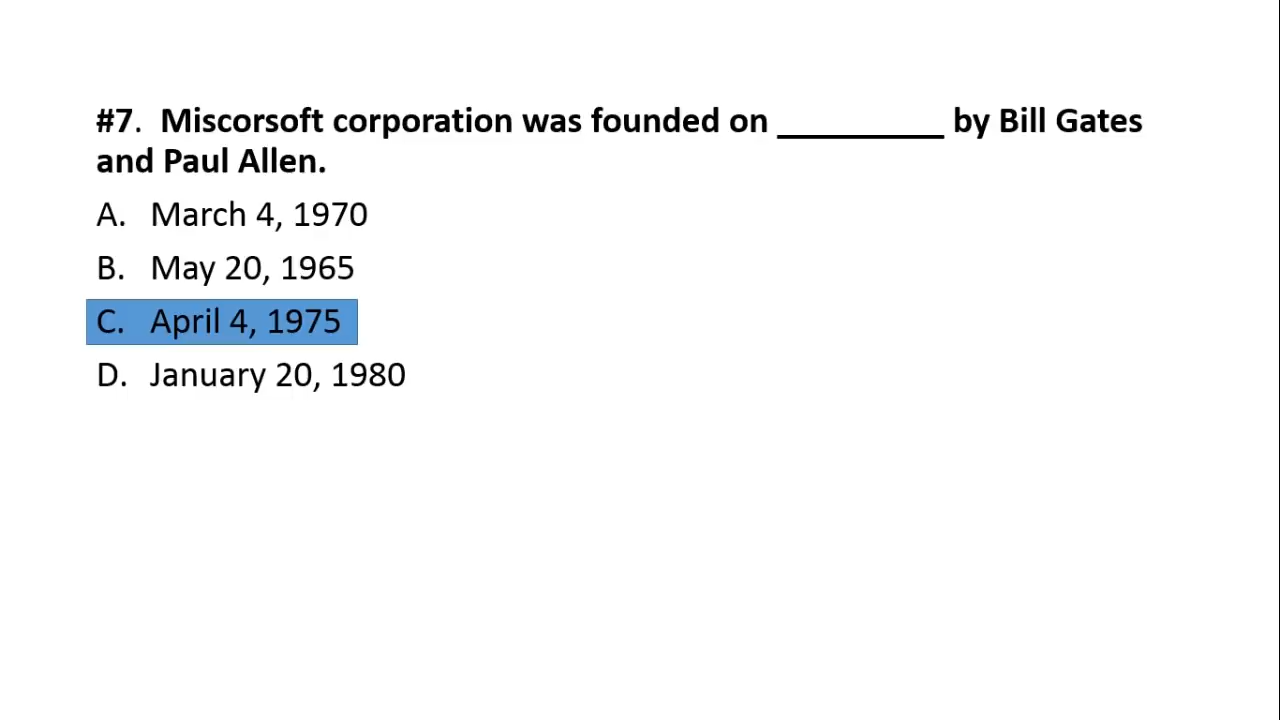 #7. Miscorsoft corporation was founded on _________ by Bill Gates
and Paul Allen.
A. March 4, 1970
B. May 20, 1965
C. April 4, 1975
D. January 20, 1980